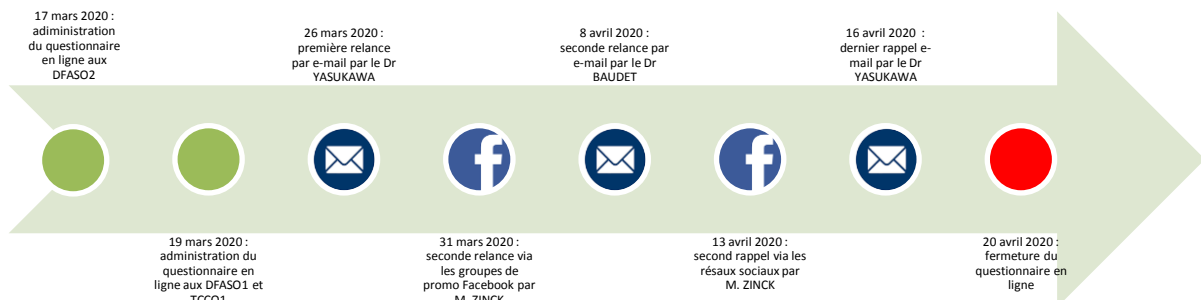 17 mars 2020 :
adiministration
du questionnaire
en ligne aux
DFASO2
19 mars 2020 :
administration du
questionnaire en
ligne aux DFASO1 et
TCCO1
26 mars 2020 :
première relance
par e-mail par le Dr
YASUKAWA
31 mars 2020 :
seconde relance via
les groupes de
promo Facebook par
M. ZINCK
8 avril 2020 :
seconde relance par
e-mail par le Dr
BAUDET
13 avril 2020 :
second rappel via les
résaux sociaux par
M. ZINCK
16 avril 2020 :
dernier rappel e-
mail par le Dr
YASUKAWA
20 avril 2020 :
fermeture du
questionnaire en
ligne